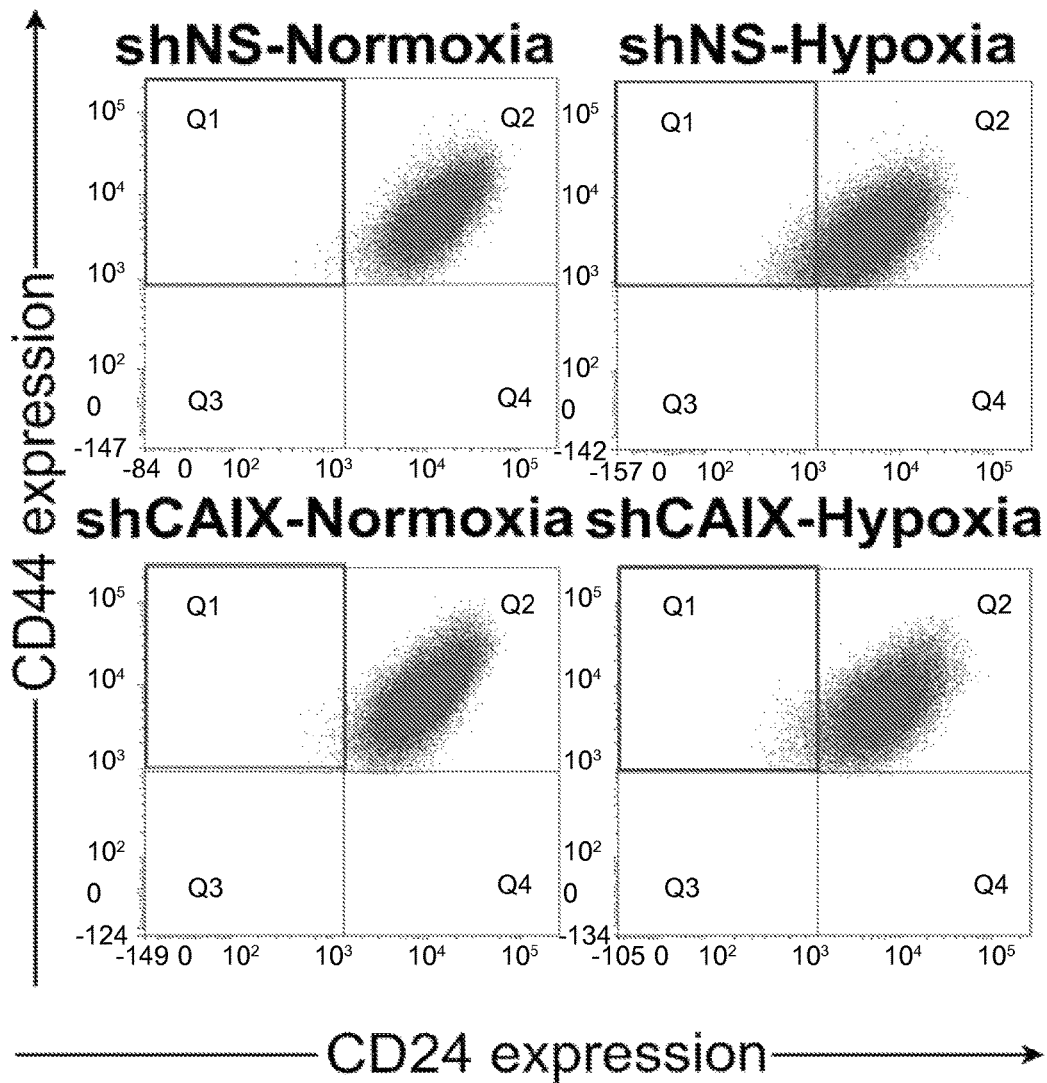 shNS-Normoxia
10⁵
10⁴
10³
10²
0
-147
Q1
Q2
Q3
Q4
-84 0 10² 10³ 10⁴ 10⁵
shNS-Hypoxia
10⁵
10⁴
10³
10²
0
-142
Q1
Q2
Q3
Q4
-157 0 10² 10³ 10⁴ 10⁵
shCAIX-Normoxia
10⁵
10⁴
10³
10²
0
-124
Q1
Q2
Q3
Q4
-149 0 10² 10³ 10⁴ 10⁵
shCAIX-Hypoxia
10⁵
10⁴
10³
10²
0
-134
Q1
Q2
Q3
Q4
-105 0 10² 10³ 10⁴ 10⁵
CD44 expression
CD24 expression